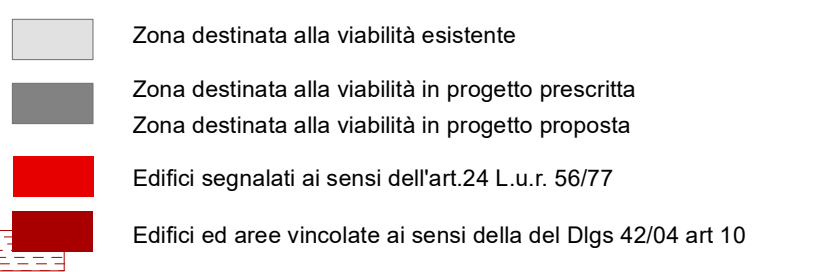 Zona destinata alla viabilità esistente
Zona destinata alla viabilità in progetto prescritta
Zona destinata alla viabilità in progetto proposta
Edifici segnalati ai sensi dell'art.24 L.u.r. 56/77
Edifici ed aree vincolate ai sensi della del Dlgs 42/04 art 10